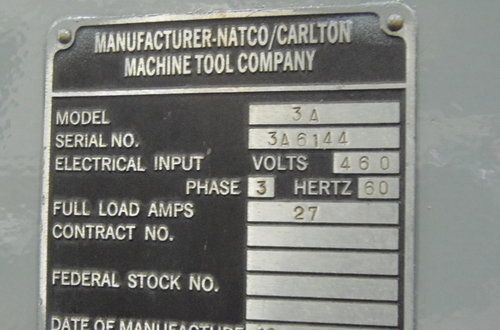 MANUFACTURER-NATCO/CARLTON
MACHINE TOOL COMPANY
MODEL 3A
SERIAL NO. 3A6144
ELECTRICAL INPUT VOLTS 460
PHASE 3 HERTZ 60
FULL LOAD AMPS 27
CONTRACT NO.
FEDERAL STOCK NO.
DATE OF MANUFACTURE